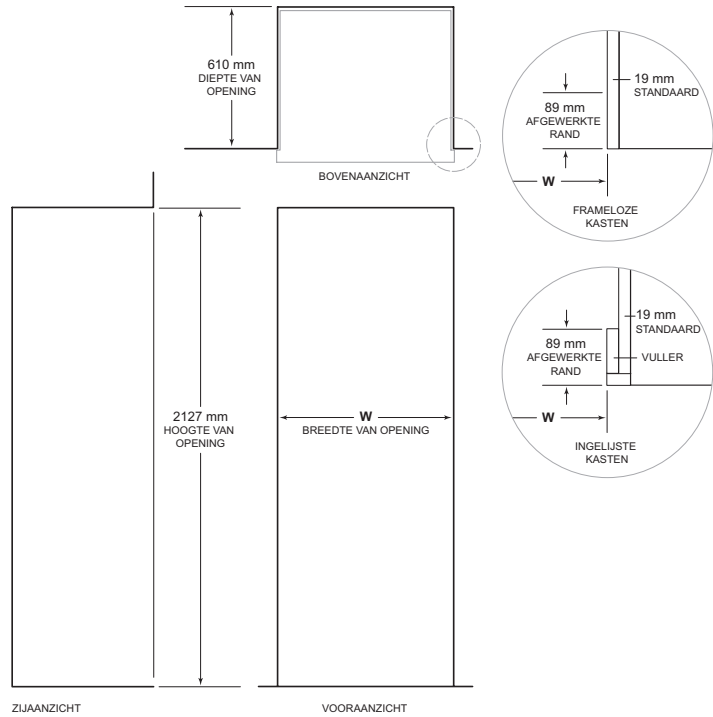 610 mm
DIEPTE VAN
OPENING
BOVENAANZICHT
19 mm
STANDAARD
89 mm
AFGEWERKTE
RAND
W
FRAMELOZE
KASTEN
19 mm
STANDAARD
89 mm
AFGEWERKTE
RAND
VULLER
W
INGELIJSTE
KASTEN
2127 mm
HOOGTE VAN
OPENING
W
BREEDTE VAN OPENING
ZIJAANZICHT
VOORAANZICHT